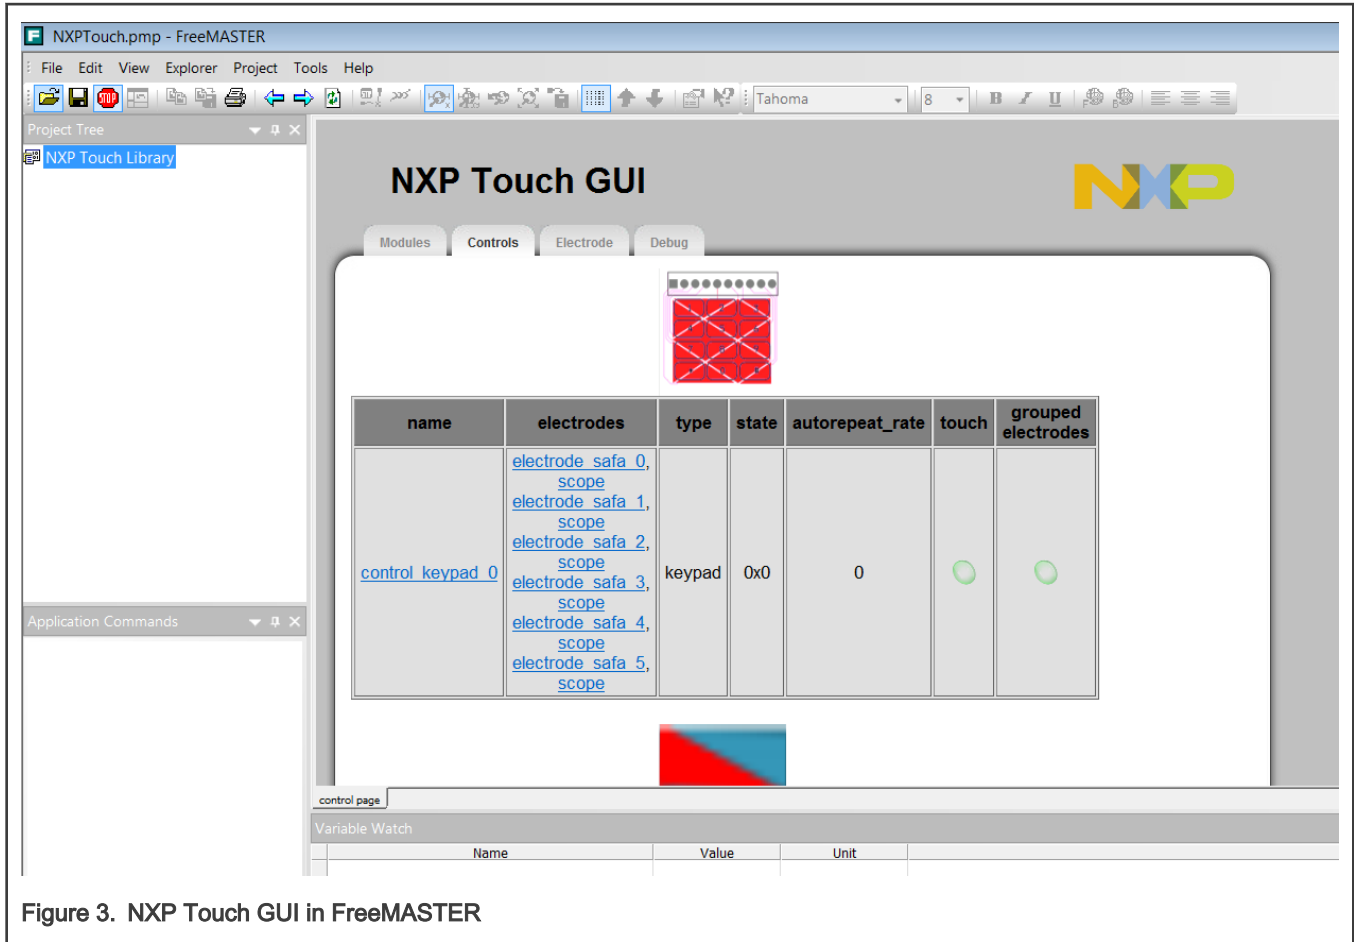 NXPTouch.pmp - FreeMASTER
File Edit View Explorer Project Tools Help
Tahoma 8 B I U
Project Tree
NXP Touch Library
NXP Touch GUI
NXP
Modules Controls Electrode Debug
name electrodes type state autorepeat_rate touch grouped electrodes
electrode_safa_0,
scope
electrode_safa_1,
scope
electrode_safa_2,
scope
control_keypad_0 keypad 0x0 0
electrode_safa_3,
scope
electrode_safa_4,
scope
electrode_safa_5,
scope
Application Commands
control page
Variable Watch
Name Value Unit
Figure 3. NXP Touch GUI in FreeMASTER